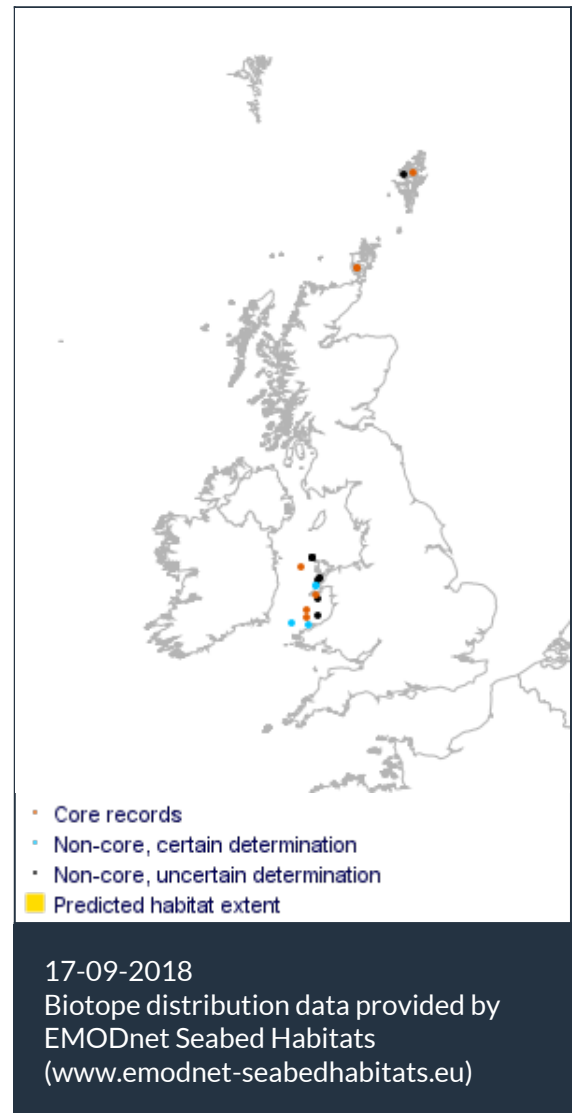 Core records
Non-core, certain determination
Non-core, uncertain determination
Predicted habitat extent
17-09-2018
Biotope distribution data provided by
EMODnet Seabed Habitats
(www.emodnet-seabedhabitats.eu)